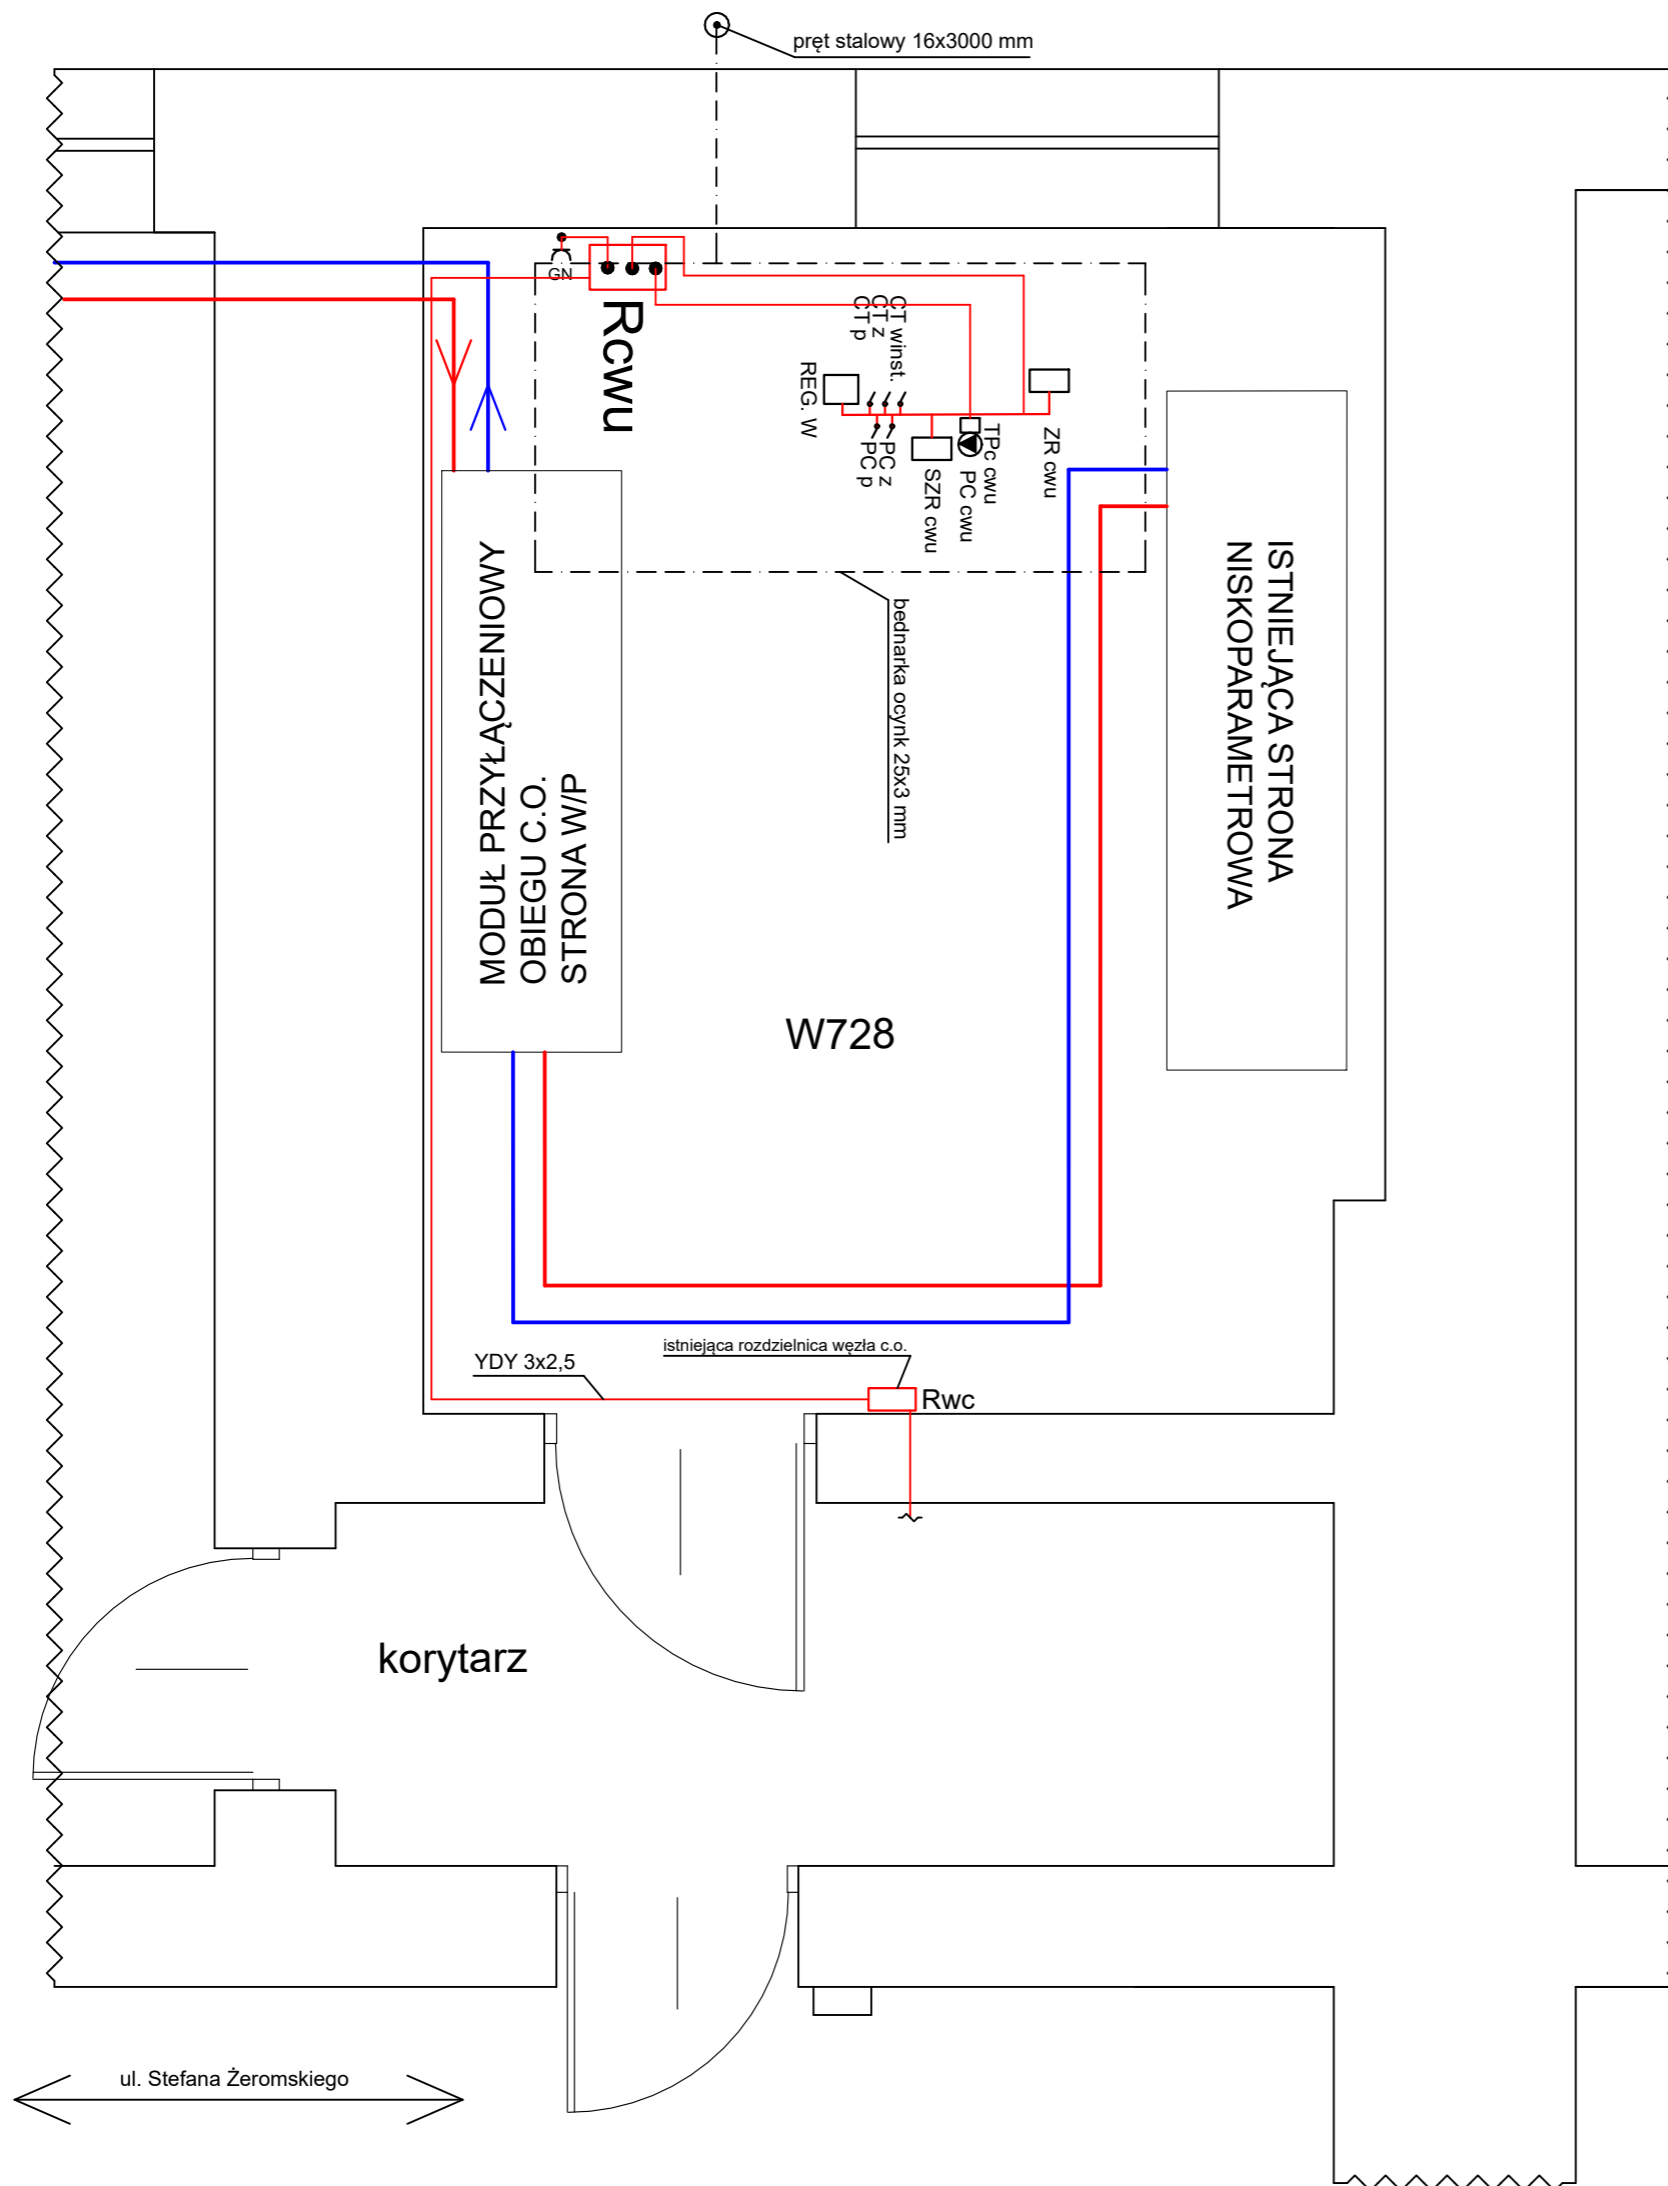 pręt stalowy 16x3000 mm
GN
Rcwu
CT winst.
CT z
CT p
REG. W
PC z
PC p
SZR cwu
TPc cwu
PC cwu
ZR cwu
MODUŁ PRZYŁĄCZENIOWY
OBIEGU C.O.
STRONA W/P
bednarka ocynk 25x3 mm
ISTNIEJĄCA STRONA
NISKOPARAMETROWA
W728
istniejąca rozdzielnica węzła c.o.
YDY 3x2,5
Rwc
korytarz
ul. Stefana Żeromskiego